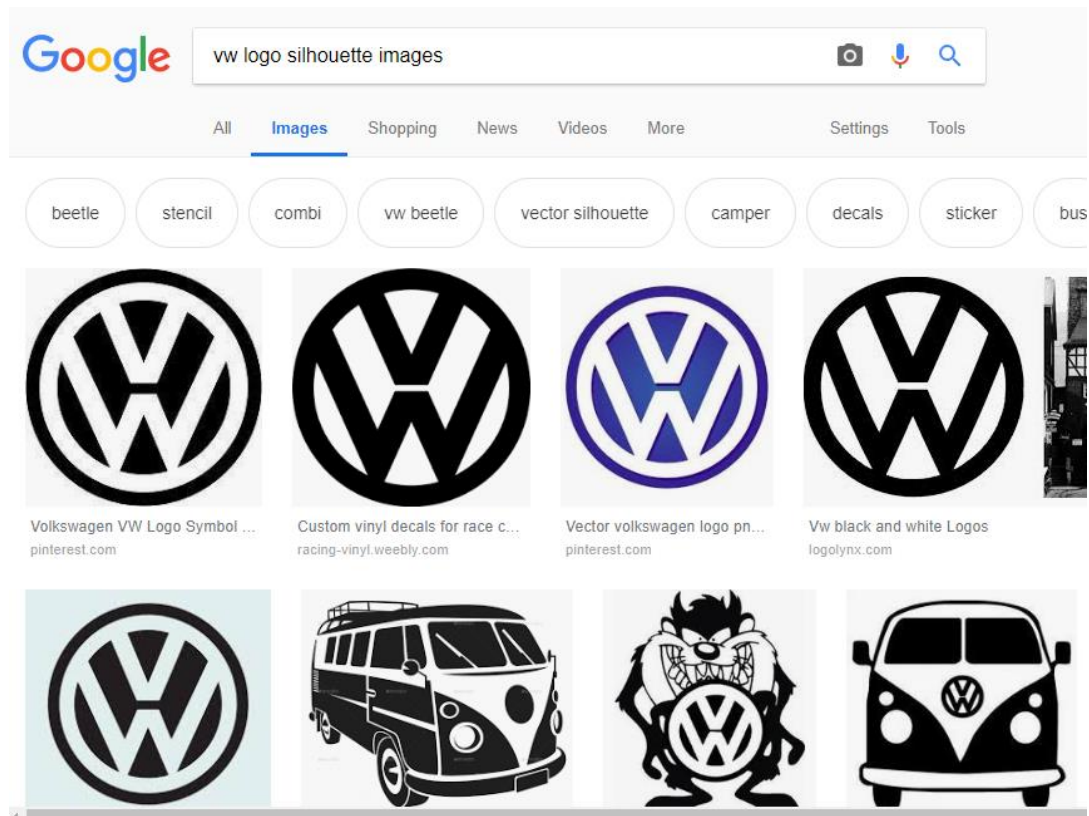 Google
vw logo silhouette images
All Images Shopping News Videos More Settings Tools
beetle stencil combi vw beetle vector silhouette camper decals sticker bus
Volkswagen VW Logo Symbol ... Custom vinyl decals for race c... Vector volkswagen logo pn... Vw black and white Logos
pinterest.com racing-vinyl.weebly.com pinterest.com logolynx.com